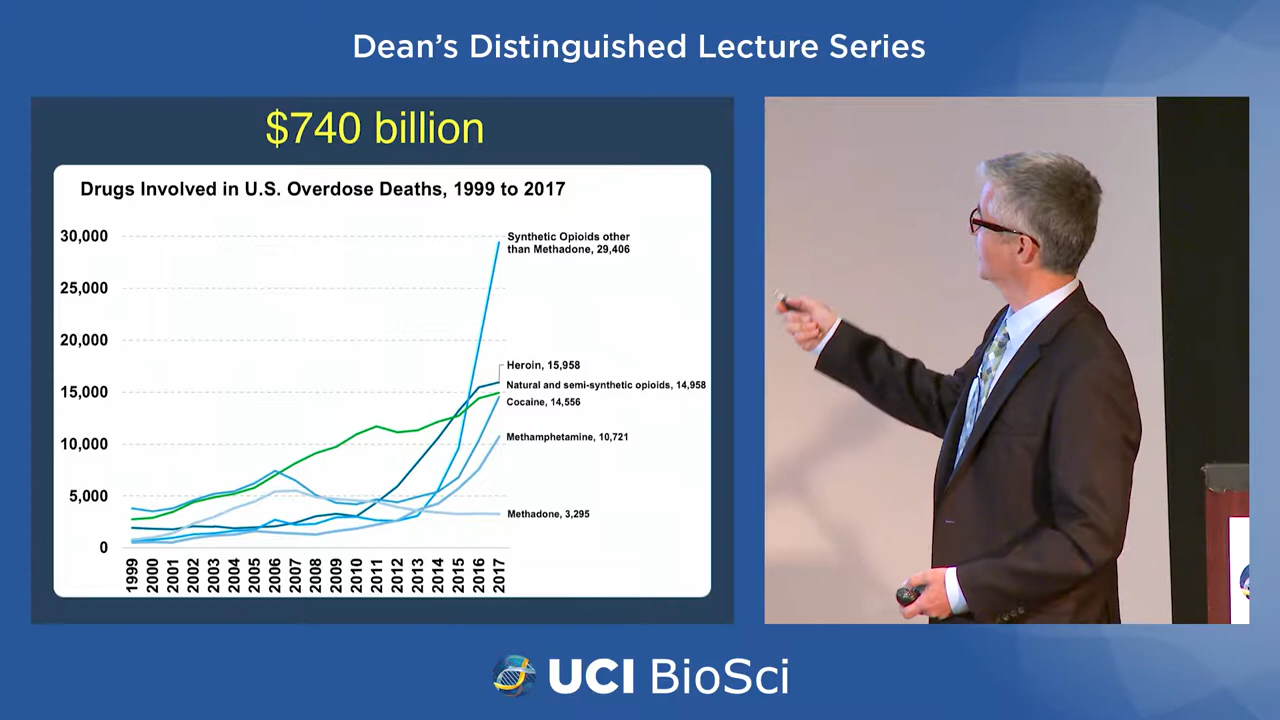 Dean's Distinguished Lecture Series
$740 billion
Drugs Involved in U.S. Overdose Deaths, 1999 to 2017
30,000
25,000
20,000
15,000
10,000
5,000
0
Synthetic Opioids other
than Methadone, 29,406
Heroin, 15,958
Natural and semi-synthetic opioids, 14,958
Cocaine, 14,556
Methamphetamine, 10,721
Methadone, 3,295
1999
2000
2001
2002
2003
2004
2005
2006
2007
2008
2009
2010
2011
2012
2013
2014
2015
2016
2017
UCI BioSci